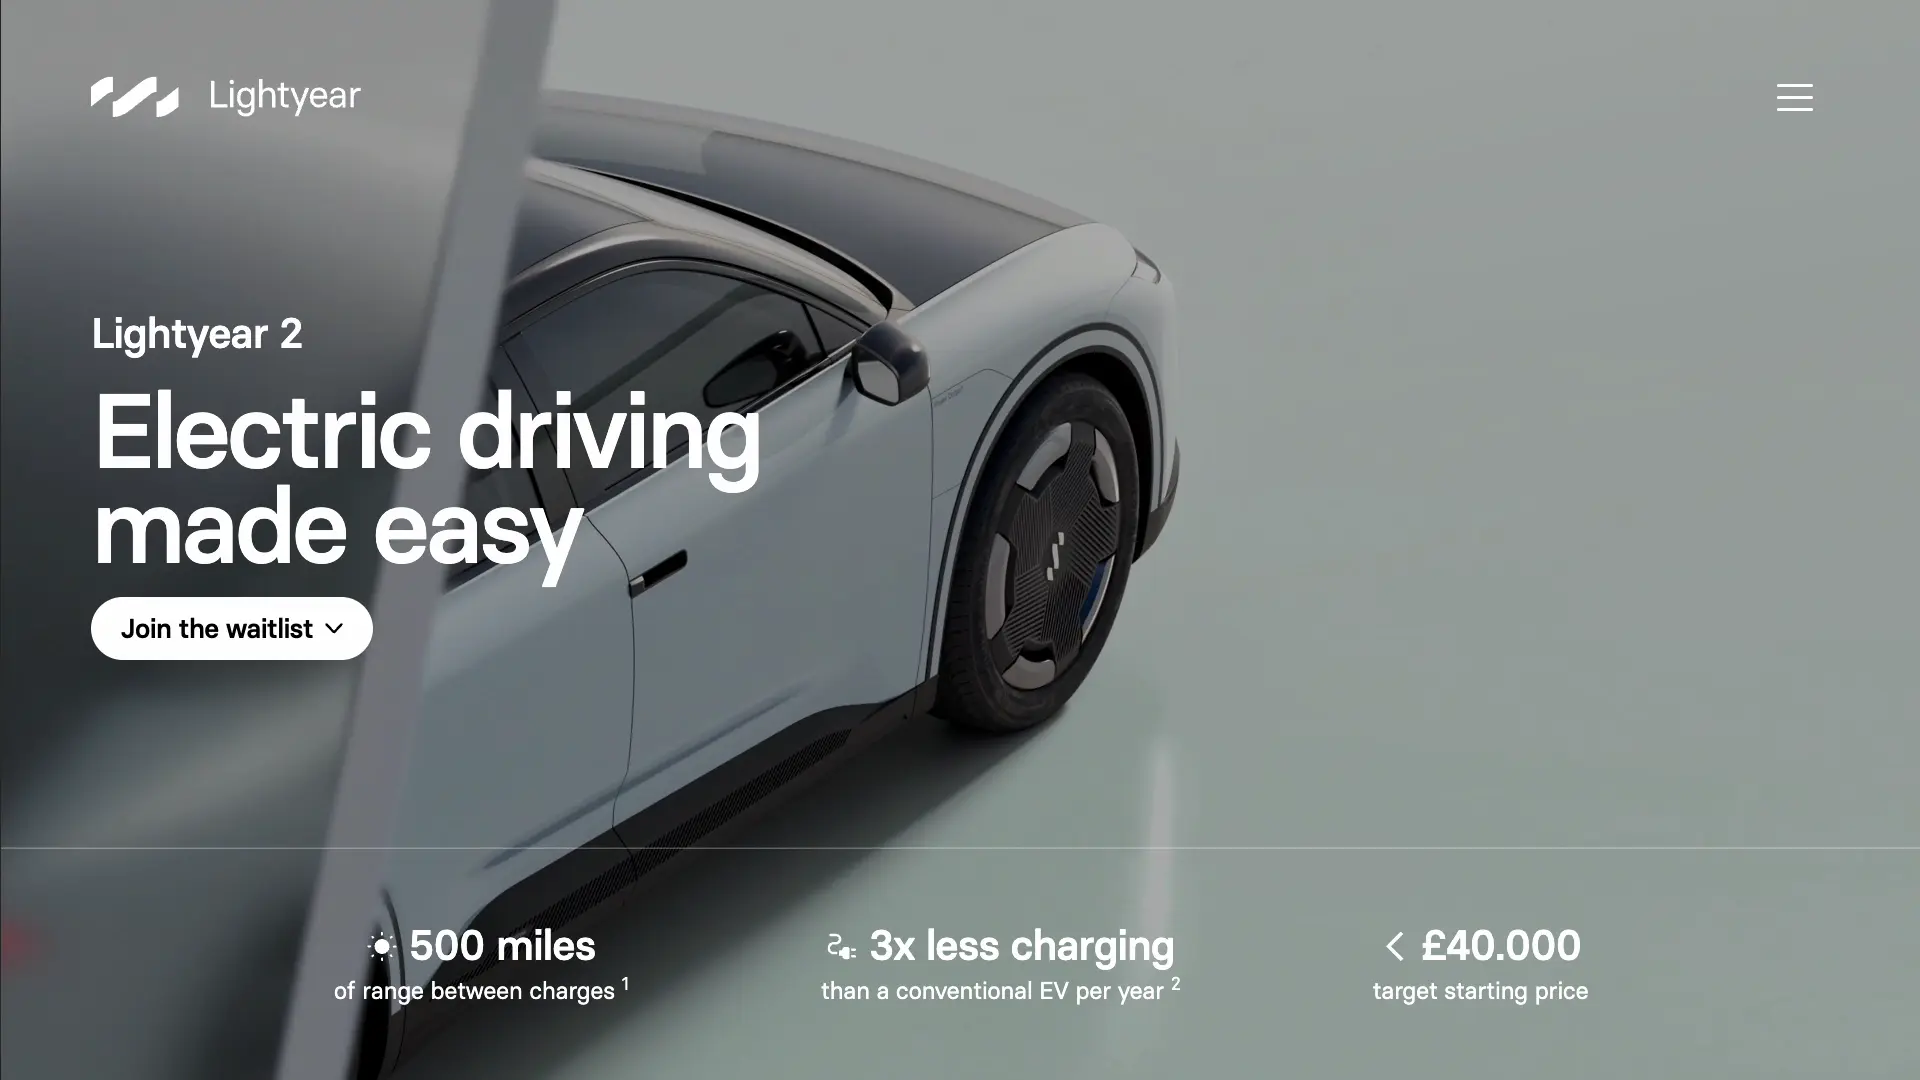 Lightyear
Lightyear 2
Electric driving
made easy
Join the waitlist
500 miles
of range between charges 1
3x less charging
than a conventional EV per year 2
< £40.000
target starting price